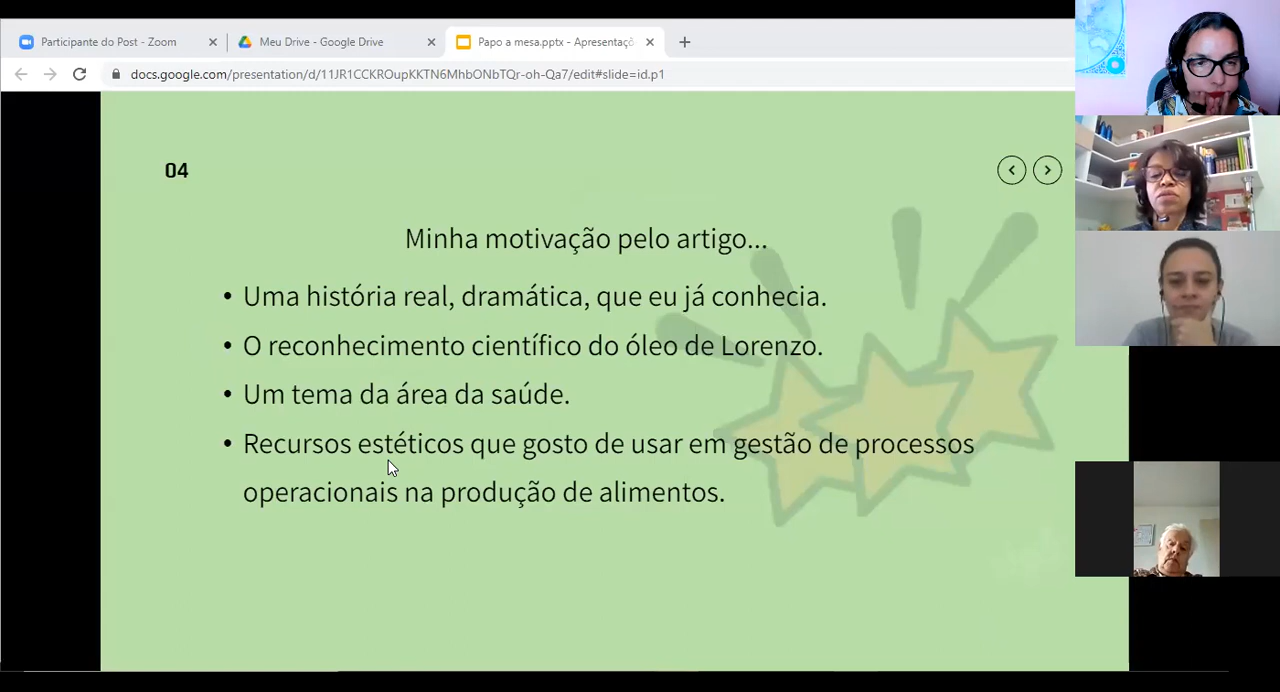 Participante do Post - Zoom
Meu Drive - Google Drive
Papo a mesa.pptx - Apresentaçõ
docs.google.com/presentation/d/11JR1CCKROupKKTN6MhbONbTQr-oh-Qa7/edit#slide=id.p1
04
Minha motivação pelo artigo...
• Uma história real, dramática, que eu já conhecia.
• O reconhecimento científico do óleo de Lorenzo.
• Um tema da área da saúde.
• Recursos estéticos que gosto de usar em gestão de processos
operacionais na produção de alimentos.